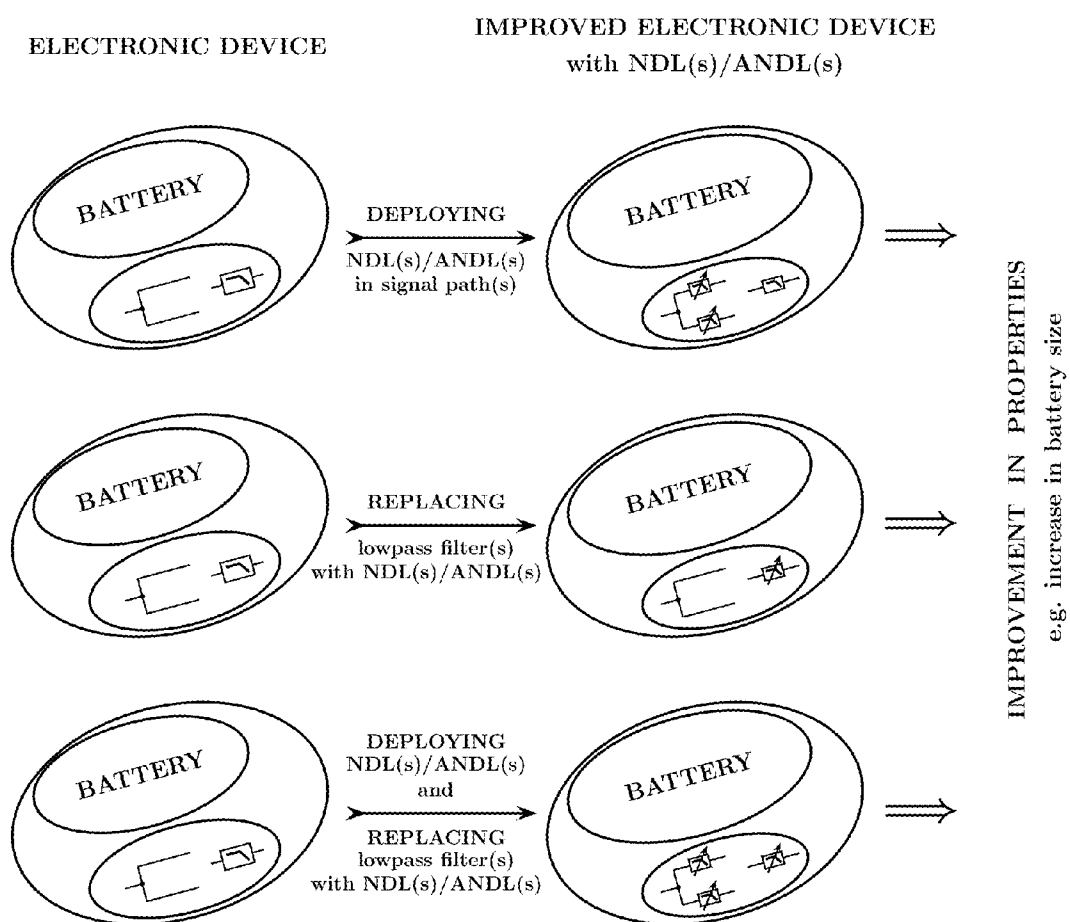 ELECTRONIC DEVICE
IMPROVED ELECTRONIC DEVICE
with NDL(s)/ANDL(s)
BATTERY
DEPLOYING
NDL(s)/ANDL(s)
in signal path(s)
BATTERY
BATTERY
REPLACING
lowpass filter(s)
with NDL(s)/ANDL(s)
BATTERY
BATTERY
DEPLOYING
NDL(s)/ANDL(s)
and
REPLACING
lowpass filter(s)
with NDL(s)/ANDL(s)
BATTERY
IMPROVEMENT IN PROPERTIES
e.g. increase in battery size